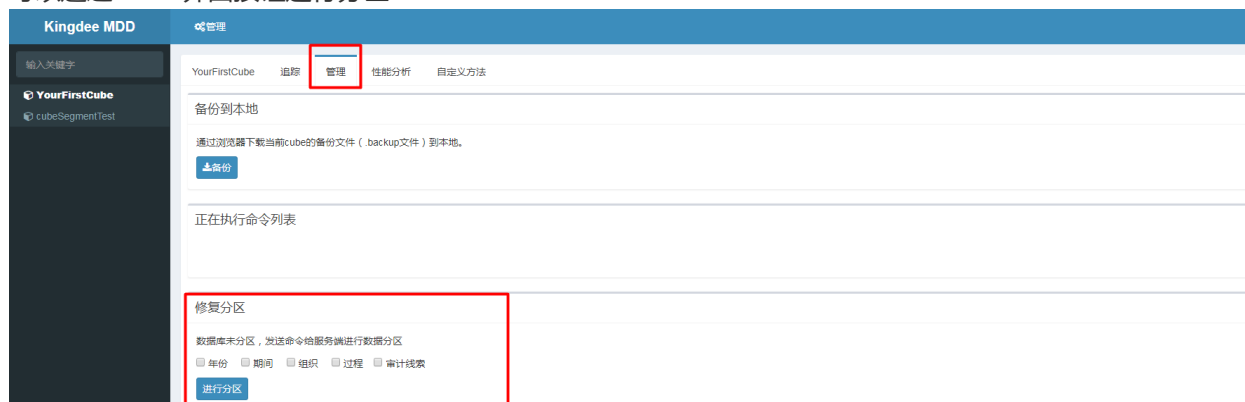 Kingdee MDD
管理
输入关键字
YourFirstCube
cubeSegmentTest
YourFirstCube 追踪 管理 性能分析 自定义方法
备份到本地
通过浏览器下载当前cube的备份文件 ( .backup文件 ) 到本地。
备份
正在执行命令列表
修复分区
数据库未分区,发送命令给服务端进行数据分区
年份 期间 组织 过程 审计线索
进行分区